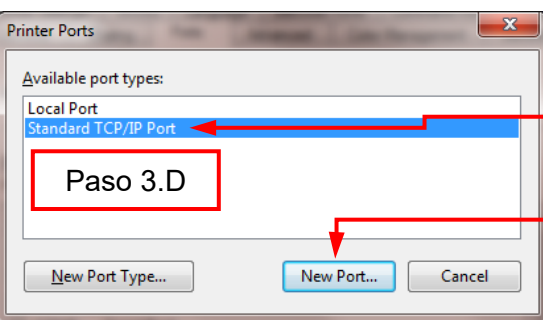 Printer Ports
Available port types:
Local Port
Standard TCP/IP Port
Paso 3.D
New Port Type...
New Port...
Cancel